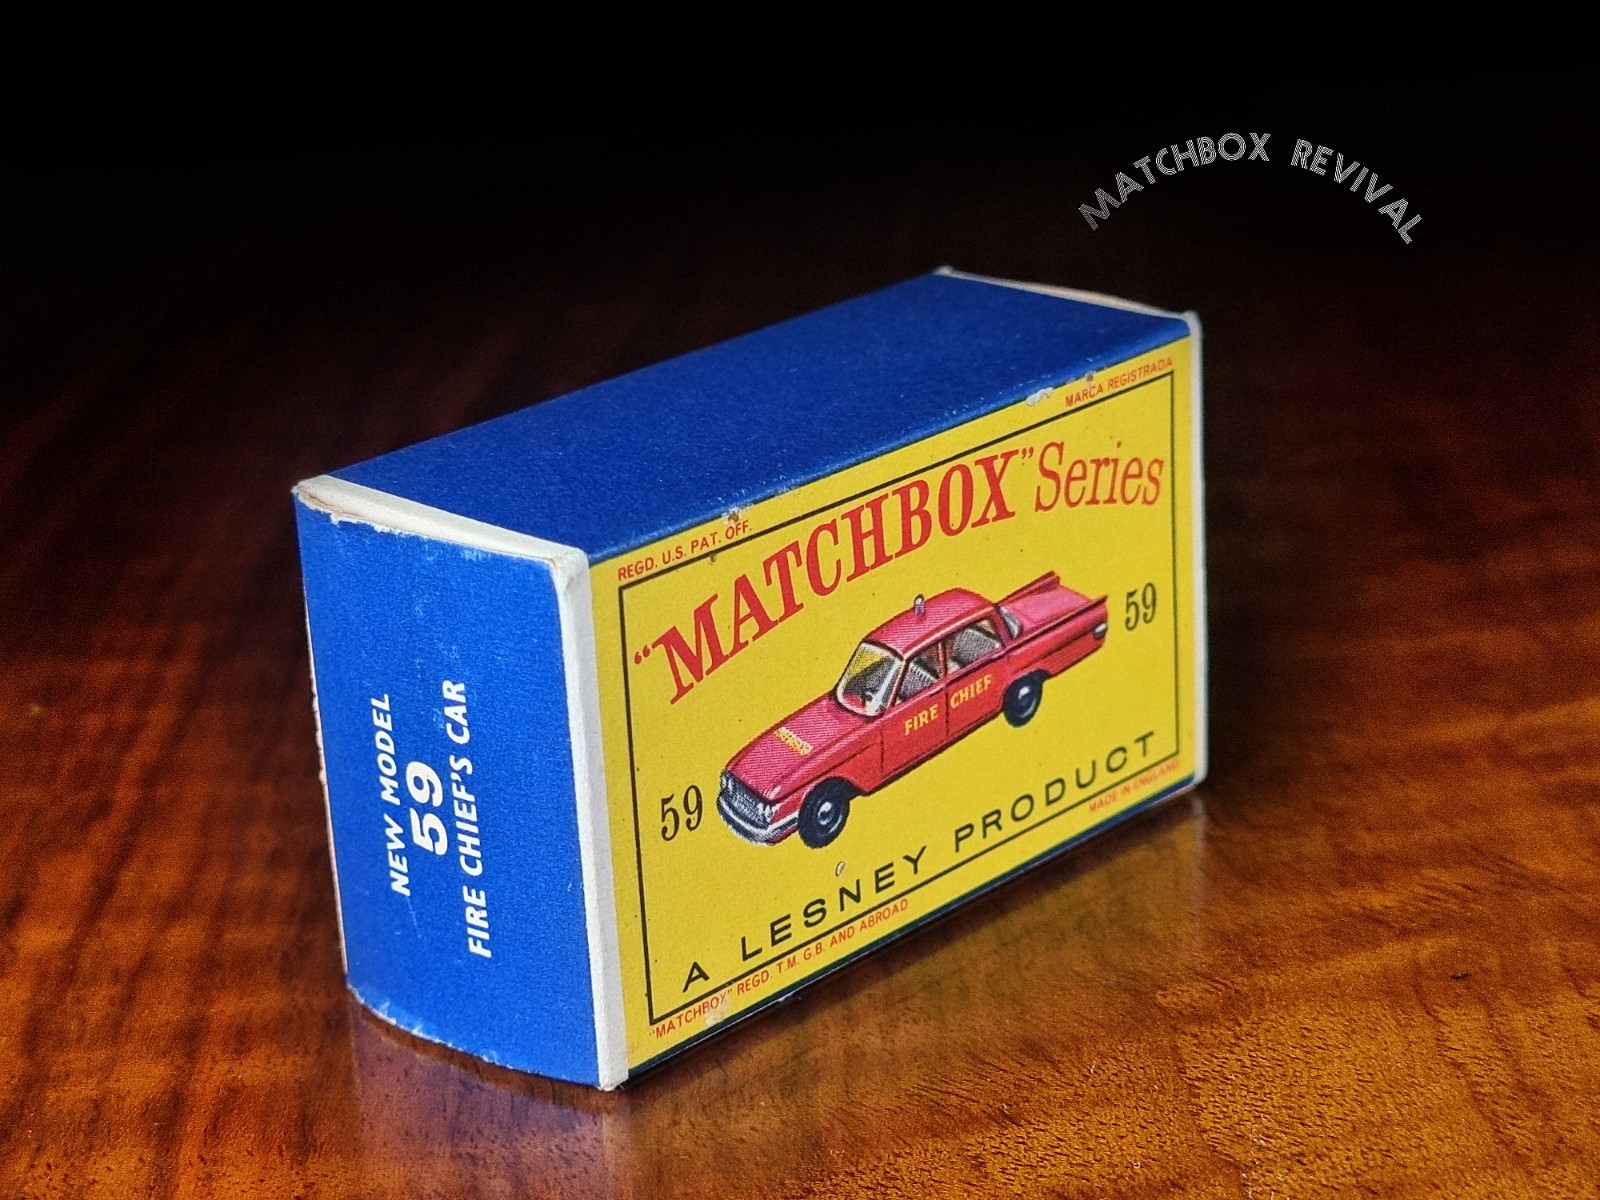 MATCHBOX REVIVAL
NEW MODEL
59
FIRE CHIEF'S CAR
REGD. U.S. PAT. OFF.
MARCA REGISTRADA
"MATCHBOX" Series
59
FIRE CHIEF
59
A LESNEY PRODUCT
"MATCHBOX" REGD. T.M. G.B. AND ABROAD
MADE IN ENGLAND